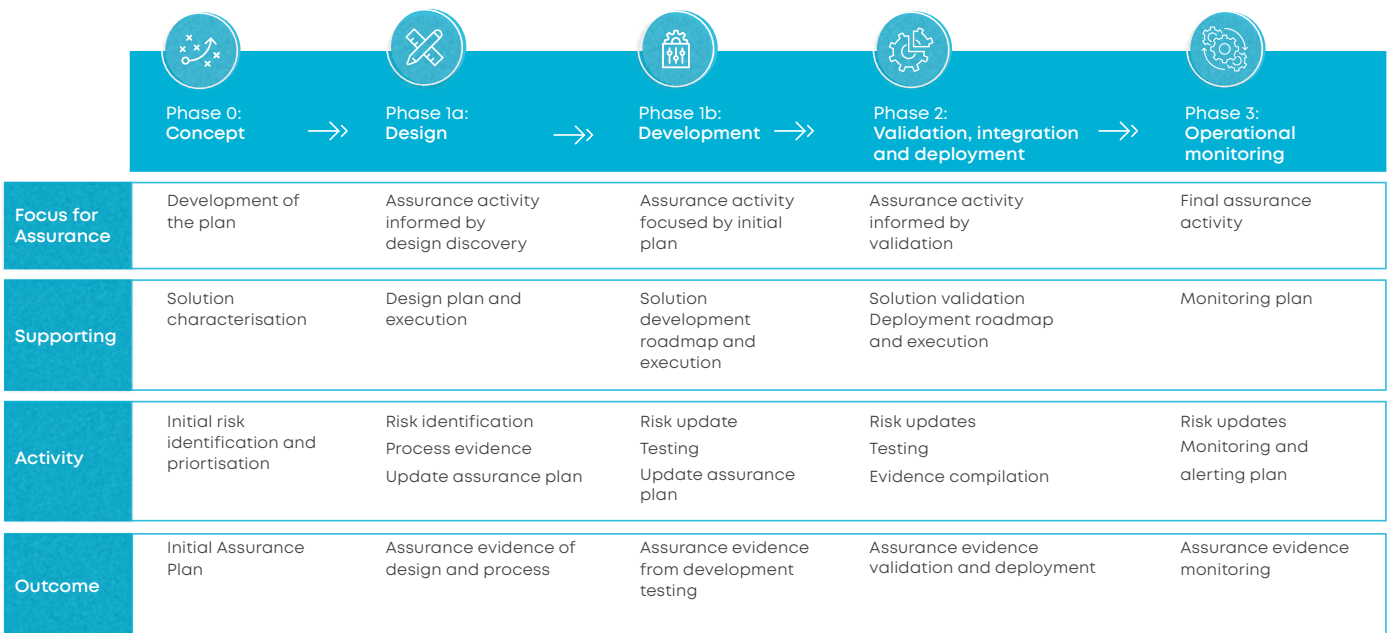 Phase 0:
Concept
Phase 1a:
Design
Phase 1b:
Development
Phase 2:
Validation, integration
and deployment
Phase 3:
Operational
monitoring
Focus for
Assurance
Development of
the plan
Assurance activity
informed by
design discovery
Assurance activity
focused by initial
plan
Assurance activity
informed by
validation
Final assurance
activity
Supporting
Solution
characterisation
Design plan and
execution
Solution
development
roadmap and
execution
Solution validation
Deployment roadmap
and execution
Monitoring plan
Activity
Initial risk
identification and
priortisation
Risk identification
Process evidence
Update assurance plan
Risk update
Testing
Update assurance
plan
Risk updates
Testing
Evidence compilation
Risk updates
Monitoring and
alerting plan
Outcome
Initial Assurance
Plan
Assurance evidence of
design and process
Assurance evidence
from development
testing
Assurance evidence
validation and deployment
Assurance evidence
monitoring